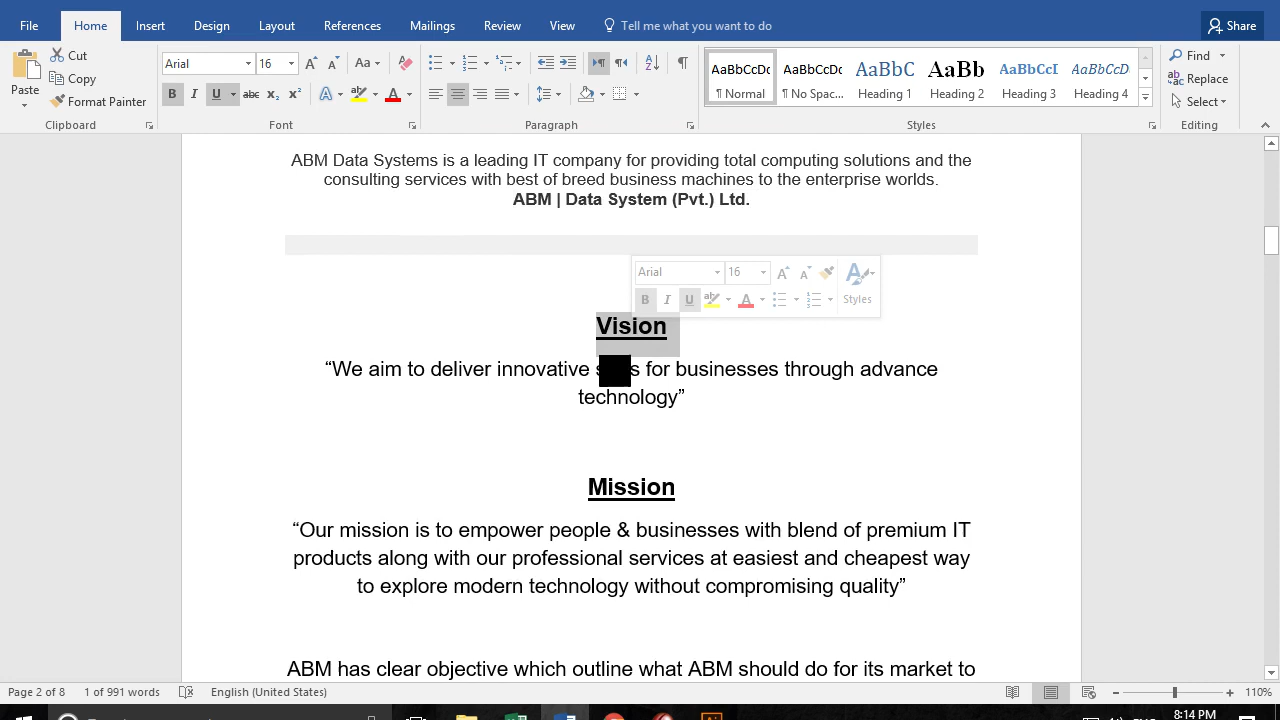 File Home Insert Design Layout References Mailings Review View Tell me what you want to do Share
Cut
Copy
Format Painter
Paste
Arial 16 Aa
B I U abc x₂ x² A A
AaBbCcDc AaBbCcDc AaBbC AaBb AaBbCcI AaBbCcD
¶ Normal ¶ No Spac... Heading 1 Heading 2 Heading 3 Heading 4
Find
Replace
Select
Clipboard Font Paragraph Styles Editing
ABM Data Systems is a leading IT company for providing total computing solutions and the
consulting services with best of breed business machines to the enterprise worlds.
ABM | Data System (Pvt.) Ltd.
Arial 16
B I U A Styles
Vision
“We aim to deliver innovative for businesses through advance
technology”
Mission
“Our mission is to empower people & businesses with blend of premium IT
products along with our professional services at easiest and cheapest way
to explore modern technology without compromising quality”
ABM has clear objective which outline what ABM should do for its market to
Page 2 of 8 1 of 991 words English (United States) 110%
8:14 PM